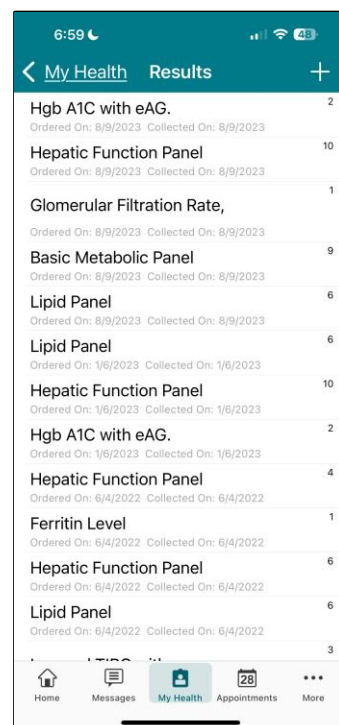 6:59
48
My Health Results +
Hgb A1C with eAG. 2
Ordered On: 8/9/2023 Collected On: 8/9/2023
Hepatic Function Panel 10
Ordered On: 8/9/2023 Collected On: 8/9/2023
1
Glomerular Filtration Rate,
Ordered On: 8/9/2023 Collected On: 8/9/2023
Basic Metabolic Panel 9
Ordered On: 8/9/2023 Collected On: 8/9/2023
Lipid Panel 6
Ordered On: 8/9/2023 Collected On: 8/9/2023
Lipid Panel 6
Ordered On: 1/6/2023 Collected On: 1/6/2023
Hepatic Function Panel 10
Ordered On: 1/6/2023 Collected On: 1/6/2023
Hgb A1C with eAG. 2
Ordered On: 1/6/2023 Collected On: 1/6/2023
Hepatic Function Panel 4
Ordered On: 6/4/2022 Collected On: 6/4/2022
Ferritin Level 1
Ordered On: 6/4/2022 Collected On: 6/4/2022
Hepatic Function Panel 6
Ordered On: 6/4/2022 Collected On: 6/4/2022
Lipid Panel 6
Ordered On: 6/4/2022 Collected On: 6/4/2022
3
28
Home Messages My Health Appointments More